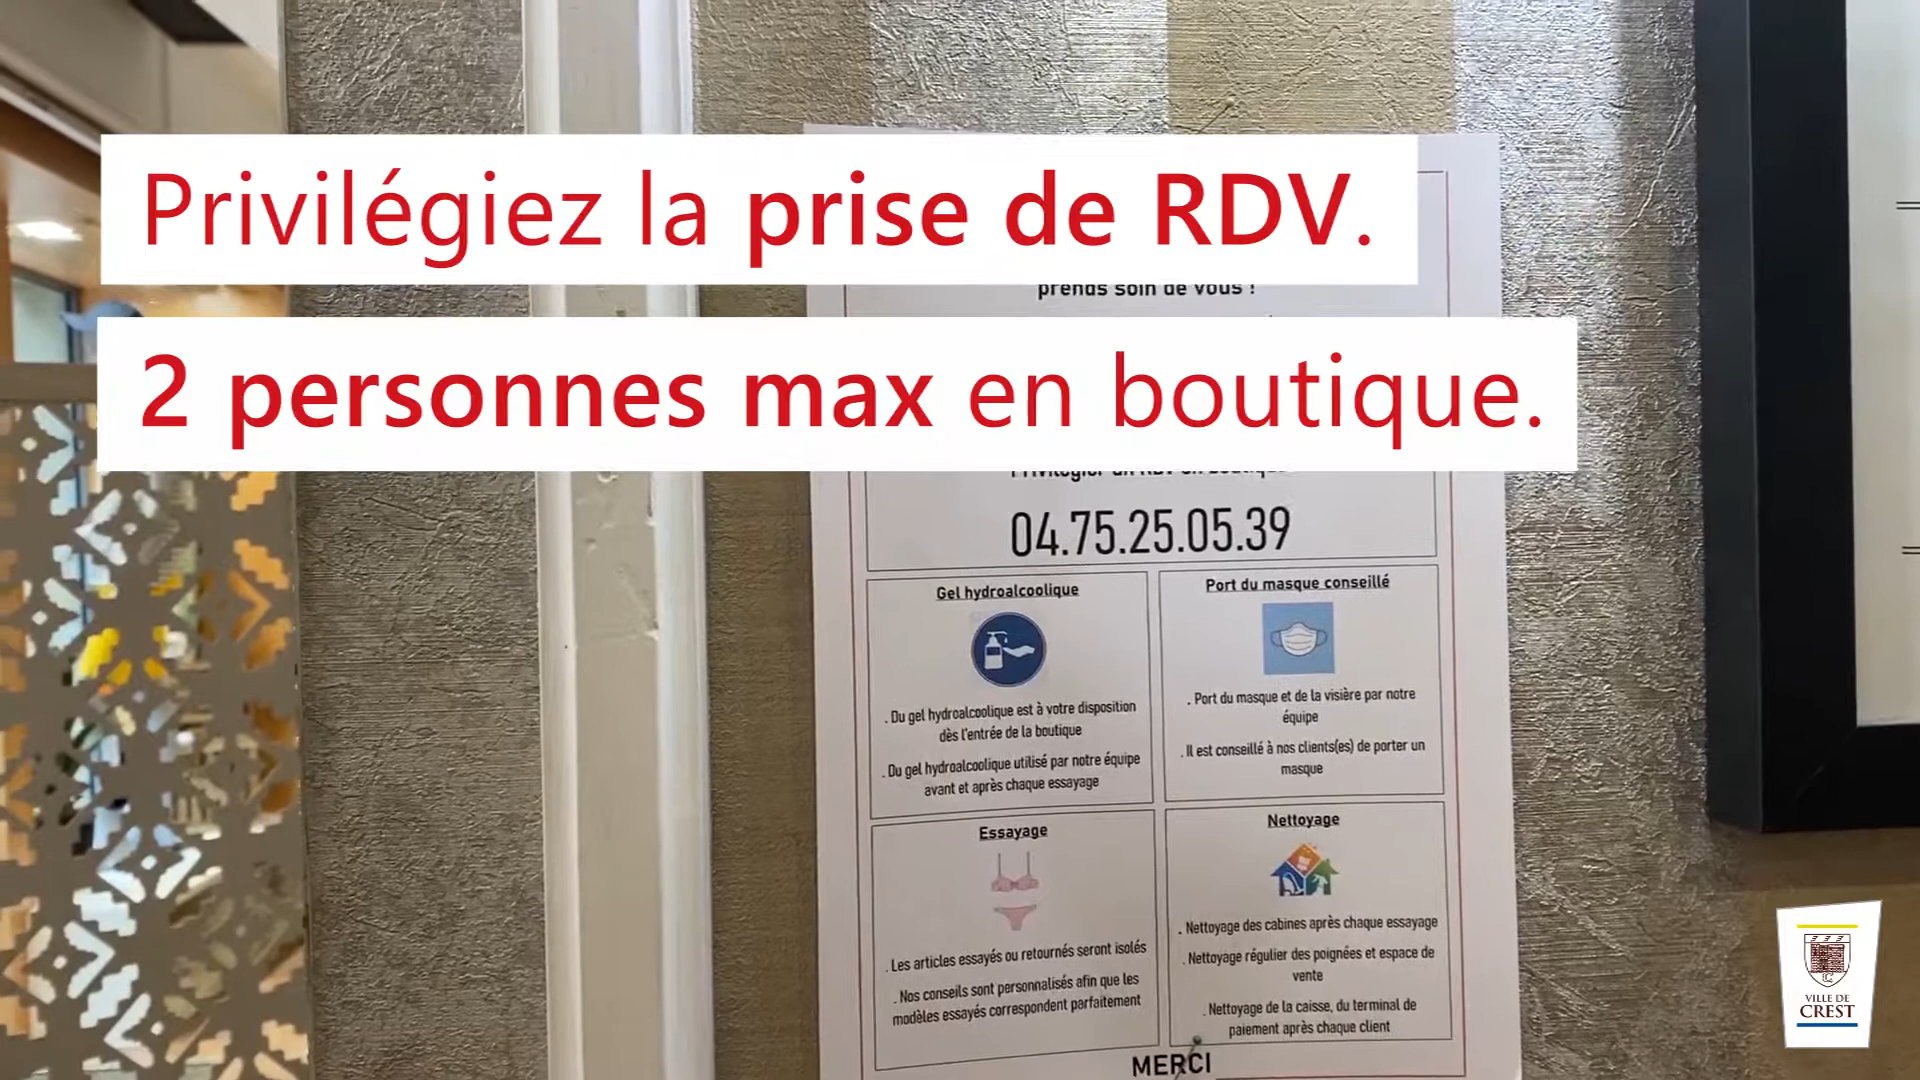 Privilégiez la prise de RDV.
prends soin de vous !
2 personnes max en boutique.
04.75.25.05.39
Gel hydroalcoolique
. Du gel hydroalcoolique est à votre disposition
dès l'entrée de la boutique
. Du gel hydroalcoolique utilisé par notre équipe
avant et après chaque essayage
Port du masque conseillé
. Port du masque et de la visière par notre
équipe
. Il est conseillé à nos clients(es) de porter un
masque
Essayage
. Les articles essayés ou retournés seront isolés
. Nos conseils sont personnalisés afin que les
modèles essayés correspondent parfaitement
Nettoyage
. Nettoyage des cabines après chaque essayage
. Nettoyage régulier des poignées et espace de
vente
. Nettoyage de la caisse, du terminal de
paiement après chaque client
MERCI
VILLE DE
CREST